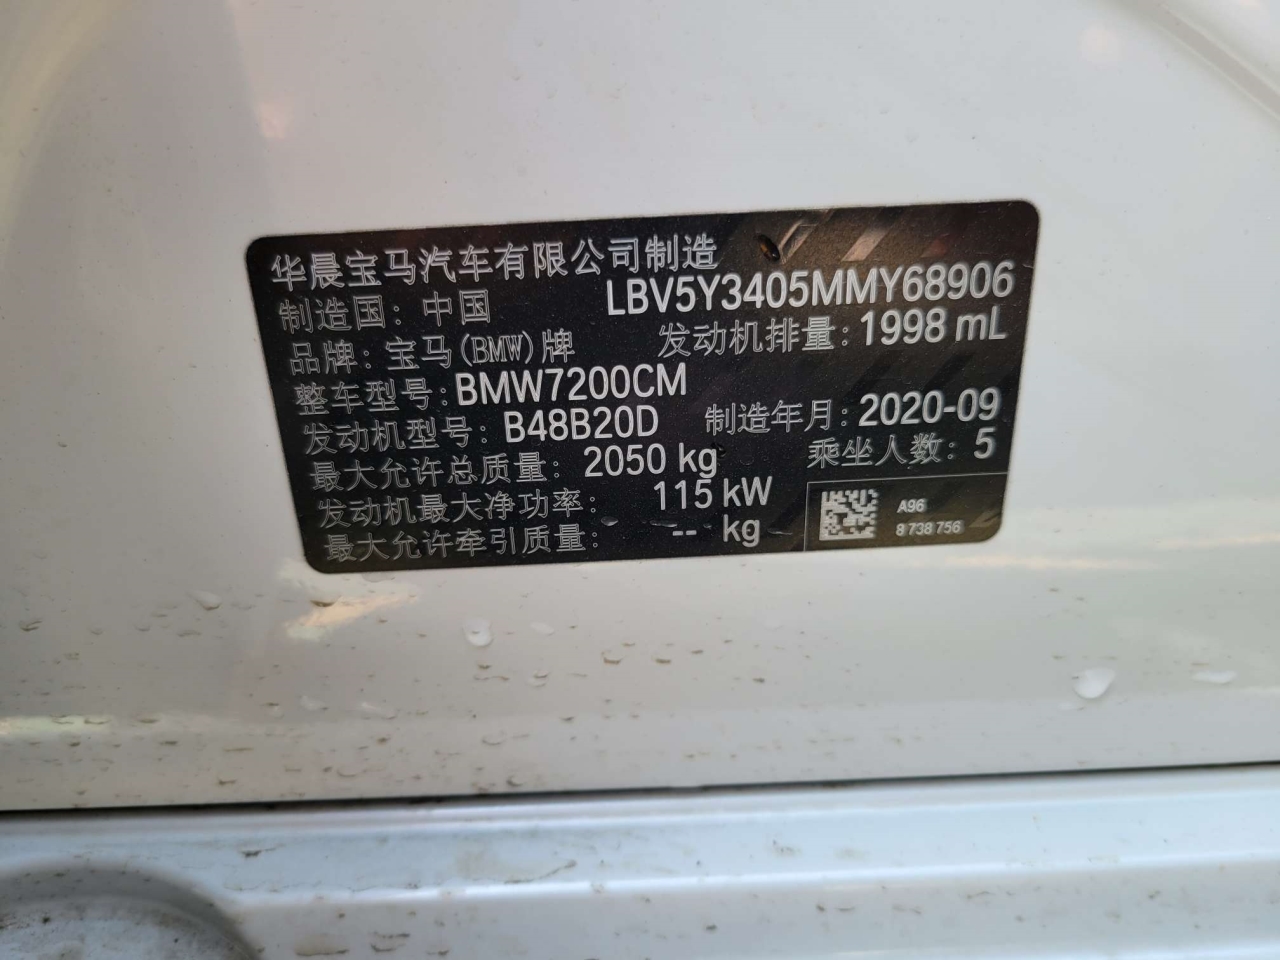 华晨宝马汽车有限公司制造
制造国：中国 LBV5Y3405MMY68906
品牌：宝马(BMW)牌 发动机排量：1998 mL
整车型号：BMW7200CM
发动机型号：B48B20D 制造年月：2020-09
最大允许总质量：2050 kg 乘坐人数：5
发动机最大净功率：115 kW
最大允许牵引质量：-- kg
A96
8 738 756